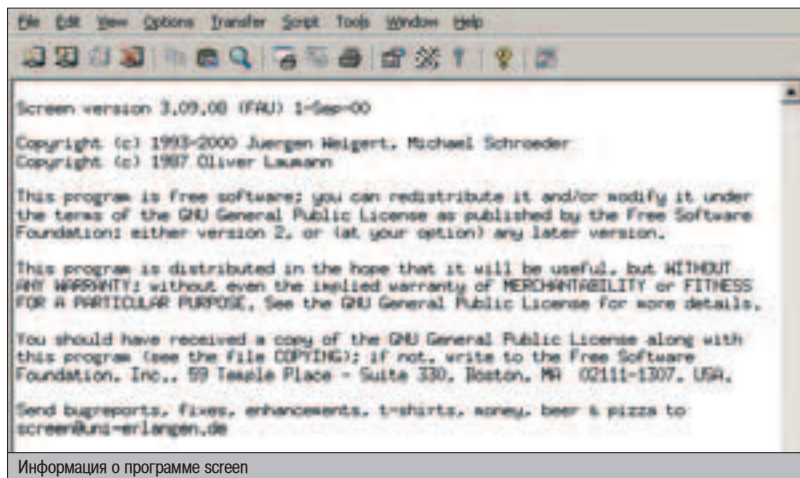 File Edit View Options Transfer Script Tools Window Help
Screen version 3.09.08 (FAU) 1-Sep-00
Copyright (c) 1993-2000 Juergen Weigert, Michael Schroeder
Copyright (c) 1987 Oliver Laumann
This program is free software; you can redistribute it and/or modify it under
the terms of the GNU General Public License as published by the Free Software
Foundation; either version 2, or (at your option) any later version.
This program is distributed in the hope that it will be useful, but WITHOUT
ANY WARRANTY; without even the implied warranty of MERCHANTABILITY or FITNESS
FOR A PARTICULAR PURPOSE. See the GNU General Public License for more details.
You should have received a copy of the GNU General Public License along with
this program (see the file COPYING); if not, write to the Free Software
Foundation, Inc., 59 Temple Place - Suite 330, Boston, MA 02111-1307, USA.
Send bugreports, fixes, enhancements, t-shirts, money, beer & pizza to
screen@uni-erlangen.de
Информация о программе screen